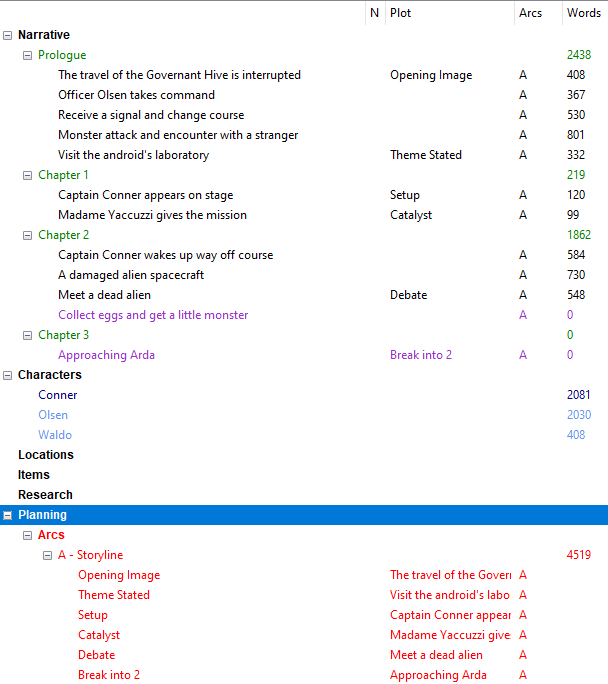 N Plot Arcs Words
Narrative
Prologue 2438
The travel of the Governant Hive is interrupted Opening Image A 408
Officer Olsen takes command A 367
Receive a signal and change course A 530
Monster attack and encounter with a stranger A 801
Visit the android's laboratory Theme Stated A 332
Chapter 1 219
Captain Conner appears on stage Setup A 120
Madame Yaccuzzi gives the mission Catalyst A 99
Chapter 2 1862
Captain Conner wakes up way off course A 584
A damaged alien spacecraft A 730
Meet a dead alien Debate A 548
Collect eggs and get a little monster A 0
Chapter 3 0
Approaching Arda Break into 2 A 0
Characters
Conner 2081
Olsen 2030
Waldo 408
Locations
Items
Research
Planning
Arcs
A - Storyline 4519
Opening Image The travel of the Gover A
Theme Stated Visit the android's labo A
Setup Captain Conner appear A
Catalyst Madame Yaccuzzi give A
Debate Meet a dead alien A
Break into 2 Approaching Arda A